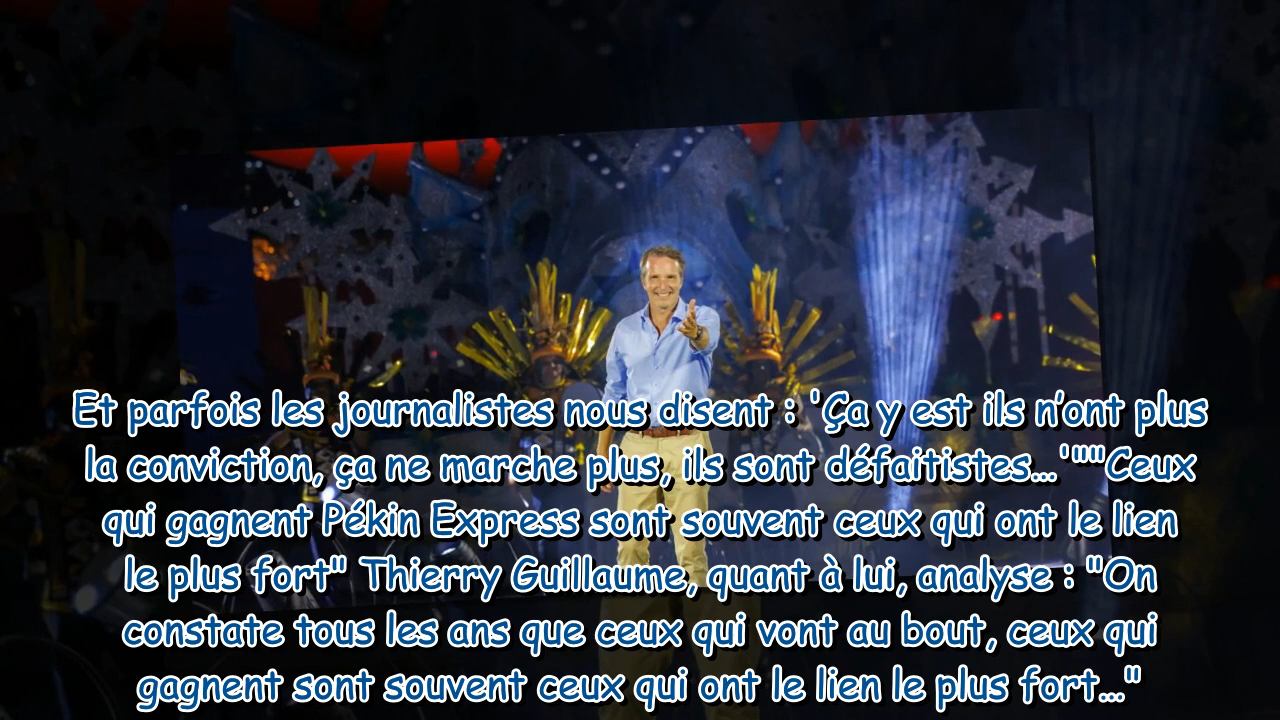 Et parfois les journalistes nous disent : 'Ça y est ils n’ont plus
la conviction, ça ne marche plus, ils sont défaitistes...'"""Ceux
qui gagnent Pékin Express sont souvent ceux qui ont le lien
le plus fort" Thierry Guillaume, quant à lui, analyse : "On
constate tous les ans que ceux qui vont au bout, ceux qui
gagnent sont souvent ceux qui ont le lien le plus fort..."